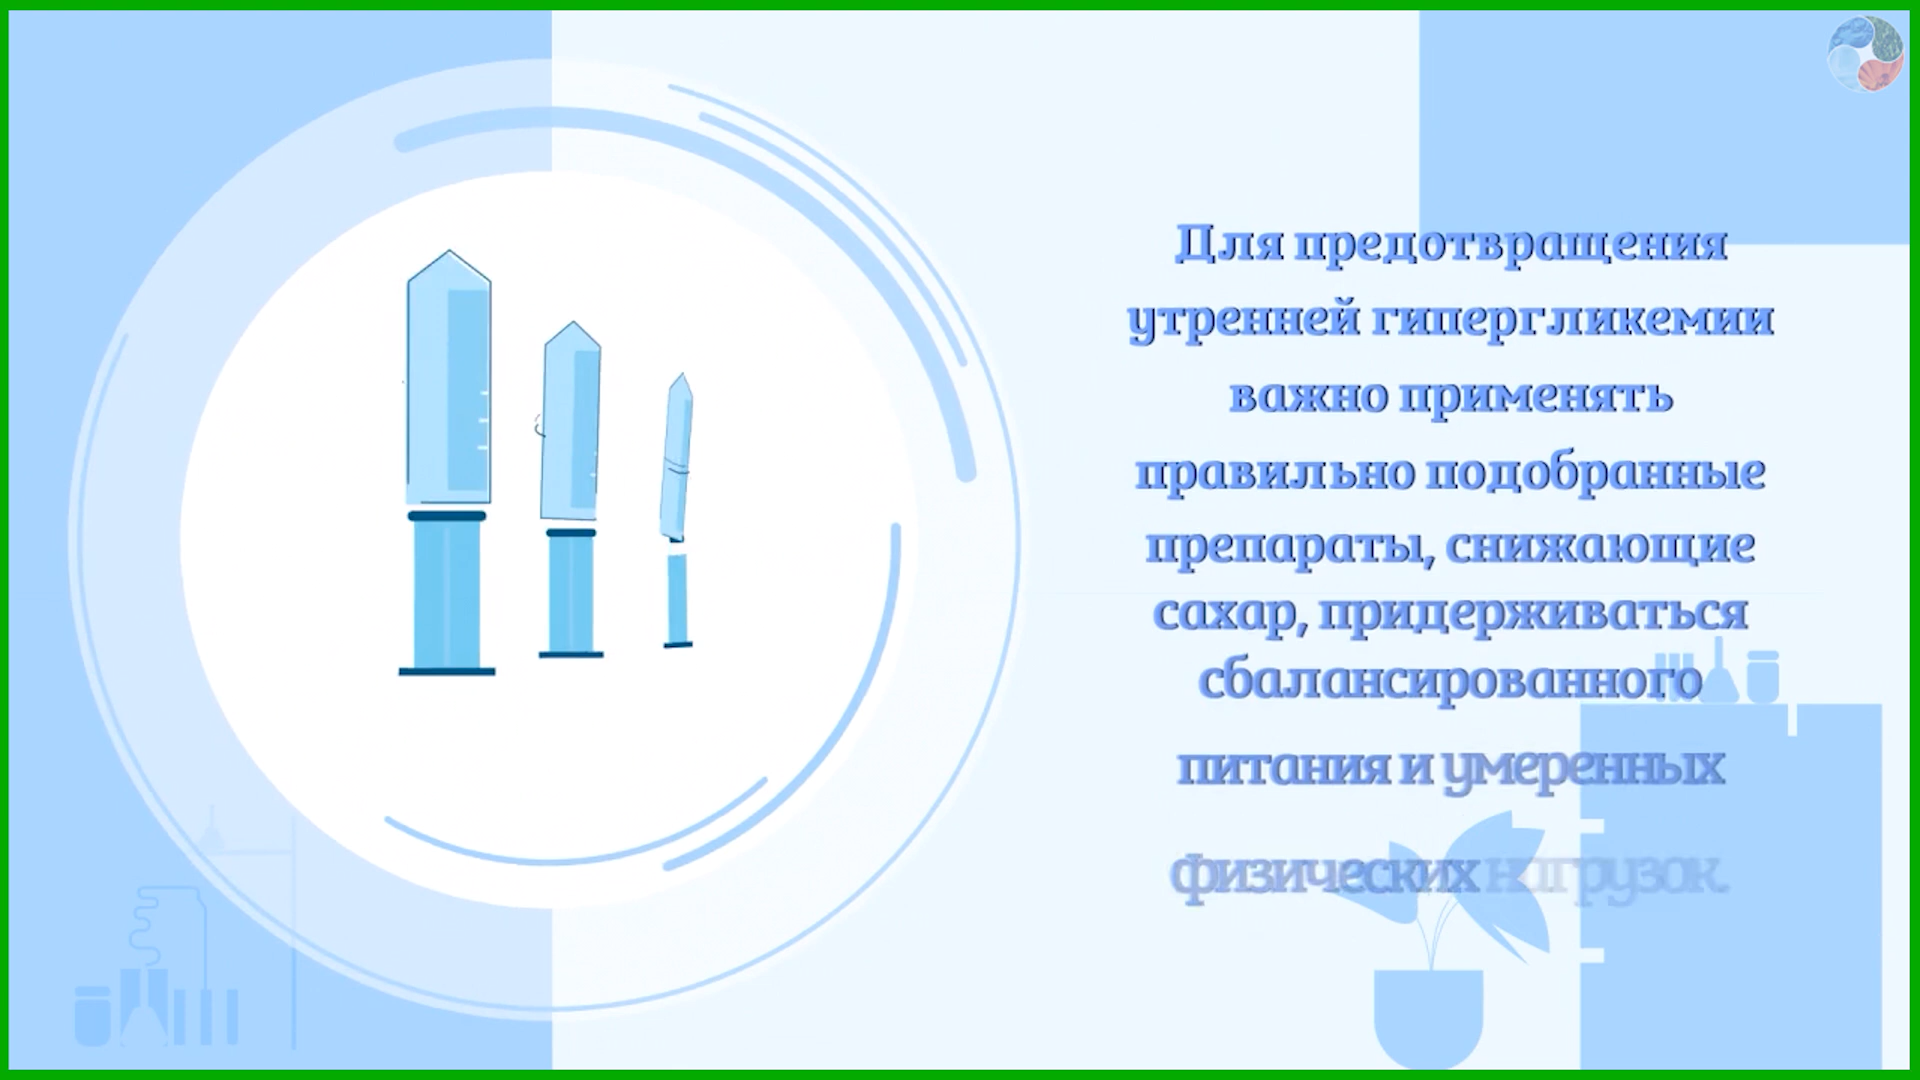 Для предотвращения
утренней гипергликемии
важно применять
правильно подобранные
препараты, снижающие
сахар, придерживаться
сбалансированного
питания и умеренных
физических нагрузок.